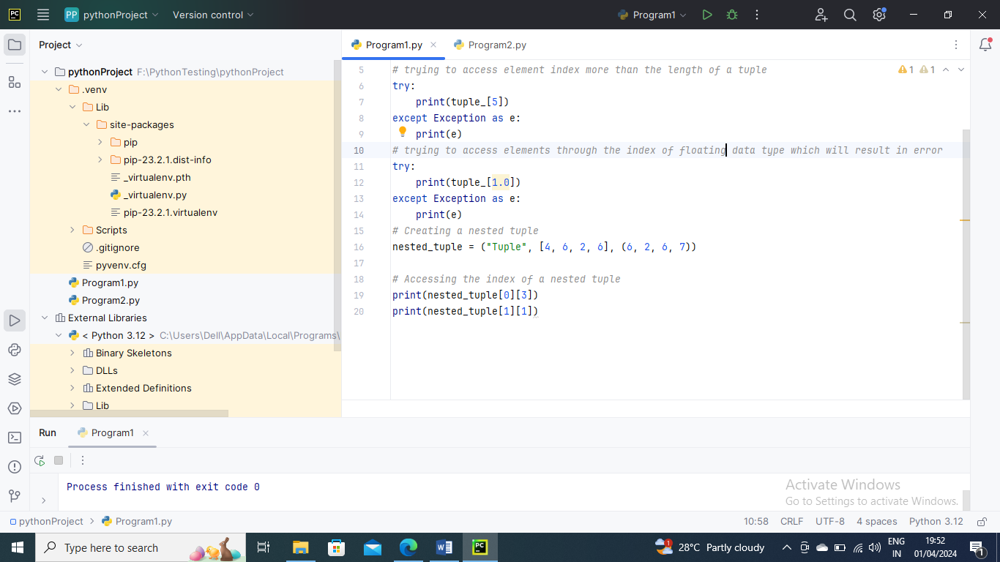 PC
PP pythonProject Version control Program1
Project
Program1.py Program2.py
pythonProject F:\PythonTesting\pythonProject
.venv
Lib
site-packages
pip
pip-23.2.1.dist-info
_virtualenv.pth
_virtualenv.py
pip-23.2.1.virtualenv
Scripts
.gitignore
pyvenv.cfg
Program1.py
Program2.py
External Libraries
< Python 3.12 > C:\Users\Dell\AppData\Local\Programs\
Binary Skeletons
DLLs
Extended Definitions
Lib
1 1
5 # trying to access element index more than the length of a tuple
6 try:
7     print(tuple_[5])
8 except Exception as e:
9     print(e)
10 # trying to access elements through the index of floating data type which will result in error
11 try:
12     print(tuple_[1.0])
13 except Exception as e:
14     print(e)
15 # Creating a nested tuple
16 nested_tuple = ("Tuple", [4, 6, 2, 6], (6, 2, 6, 7))
17
18 # Accessing the index of a nested tuple
19 print(nested_tuple[0][3])
20 print(nested_tuple[1][1])
Run Program1
Process finished with exit code 0
Activate Windows
Go to Settings to activate Windows.
pythonProject Program1.py
10:58 CRLF UTF-8 4 spaces Python 3.12
Type here to search
W
PC
1
28°C Partly cloudy
ENG
IN
19:52
01/04/2024
1